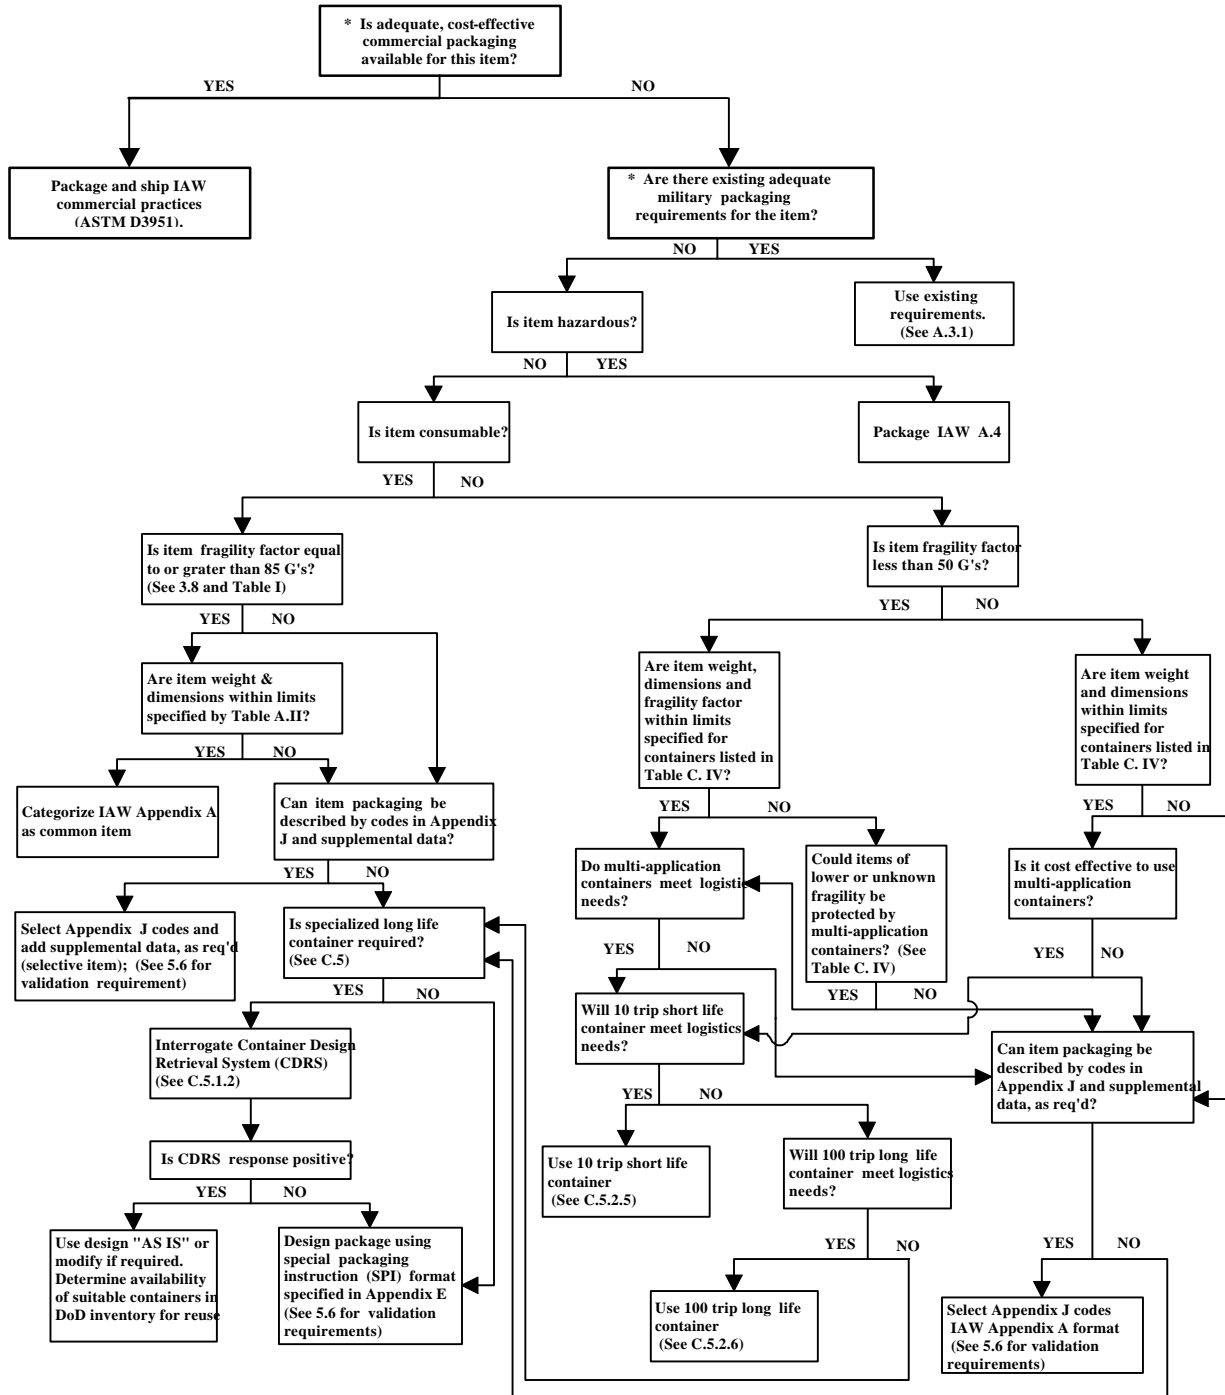 * Is adequate, cost-effective
commercial packaging
available for this item?
YES
NO
Package and ship IAW
commercial practices
(ASTM D3951).
* Are there existing adequate
military packaging
requirements for the item?
NO
YES
Use existing
requirements.
(See A.3.1)
Is item hazardous?
NO
YES
Is item consumable?
Package IAW A.4
YES
NO
Is item fragility factor equal
to or grater than 85 G's?
(See 3.8 and Table I)
Is item fragility factor
less than 50 G's?
YES
NO
YES
NO
Are item weight &
dimensions within limits
specified by Table A.II?
Are item weight,
dimensions and
fragility factor
within limits
specified for
containers listed in
Table C. IV?
Are item weight
and dimensions
within limits
specified for
containers listed in
Table C. IV?
YES
NO
Categorize IAW Appendix A
as common item
Can item packaging be
described by codes in Appendix
J and supplemental data?
YES
NO
YES
NO
Do multi-application
containers meet logistic
needs?
Could items of
lower or unknown
fragility be
protected by
multi-application
containers? (See
Table C. IV)
Is it cost effective to use
multi-application
containers?
YES
NO
Select Appendix J codes and
add supplemental data, as req'd
(selective item); (See 5.6 for
validation requirement)
Is specialized long life
container required?
(See C.5)
YES
NO
YES
NO
YES
NO
YES
NO
Interrogate Container Design
Retrieval System (CDRS)
(See C.5.1.2)
Will 10 trip short life
container meet logistics
needs?
Can item packaging be
described by codes in
Appendix J and supplemental
data, as req'd?
YES
NO
Is CDRS response positive?
YES
NO
Use 10 trip short life
container
(See C.5.2.5)
Will 100 trip long life
container meet logistics
needs?
Use design "AS IS" or
modify if required.
Determine availability
of suitable containers in
DoD inventory for reuse
Design package using
special packaging
instruction (SPI) format
specified in Appendix E
(See 5.6 for validation
requirements)
YES
NO
YES
NO
Use 100 trip long life
container
(See C.5.2.6)
Select Appendix J codes
IAW Appendix A format
(See 5.6 for validation
requirements)